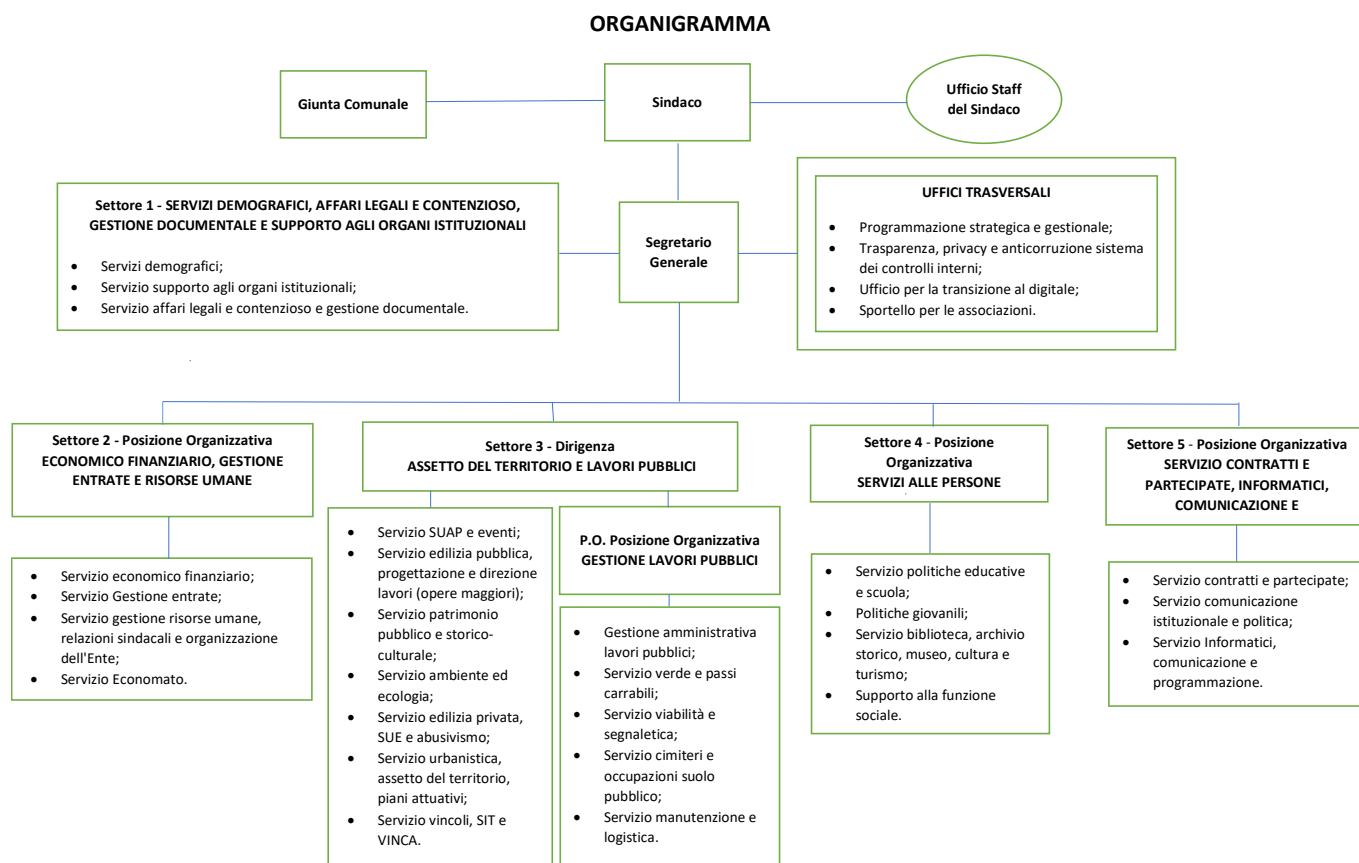 ORGANIGRAMMA
Giunta Comunale
Sindaco
Ufficio Staff
del Sindaco
Settore 1 - SERVIZI DEMOGRAFICI, AFFARI LEGALI E CONTENZIOSO,
GESTIONE DOCUMENTALE E SUPPORTO AGLI ORGANI ISTITUZIONALI
• Servizi demografici;
• Servizio supporto agli organi istituzionali;
• Servizio affari legali e contenzioso e gestione documentale.
Segretario
Generale
UFFICI TRASVERSALI
• Programmazione strategica e gestionale;
• Trasparenza, privacy e anticorruzione sistema
dei controlli interni;
• Ufficio per la transizione al digitale;
• Sportello per le associazioni.
Settore 2 - Posizione Organizzativa
ECONOMICO FINANZIARIO, GESTIONE
ENTRATE E RISORSE UMANE
• Servizio economico finanziario;
• Servizio Gestione entrate;
• Servizio gestione risorse umane,
relazioni sindacali e organizzazione
dell'Ente;
• Servizio Economato.
Settore 3 - Dirigenza
ASSETTO DEL TERRITORIO E LAVORI PUBBLICI
• Servizio SUAP e eventi;
• Servizio edilizia pubblica,
progettazione e direzione
lavori (opere maggiori);
• Servizio patrimonio
pubblico e storico-
culturale;
• Servizio ambiente ed
ecologia;
• Servizio edilizia privata,
SUE e abusivismo;
• Servizio urbanistica,
assetto del territorio,
piani attuativi;
• Servizio vincoli, SIT e
VINCA.
P.O. Posizione Organizzativa
GESTIONE LAVORI PUBBLICI
• Gestione amministrativa
lavori pubblici;
• Servizio verde e passi
carrabili;
• Servizio viabilità e
segnaletica;
• Servizio cimiteri e
occupazioni suolo
pubblico;
• Servizio manutenzione e
logistica.
Settore 4 - Posizione
Organizzativa
SERVIZI ALLE PERSONE
• Servizio politiche educative
e scuola;
• Politiche giovanili;
• Servizio biblioteca, archivio
storico, museo, cultura e
turismo;
• Supporto alla funzione
sociale.
Settore 5 - Posizione Organizzativa
SERVIZIO CONTRATTI E
PARTECIPATE, INFORMATICI,
COMUNICAZIONE E
• Servizio contratti e partecipate;
• Servizio comunicazione
istituzionale e politica;
• Servizio Informatici,
comunicazione e
programmazione.